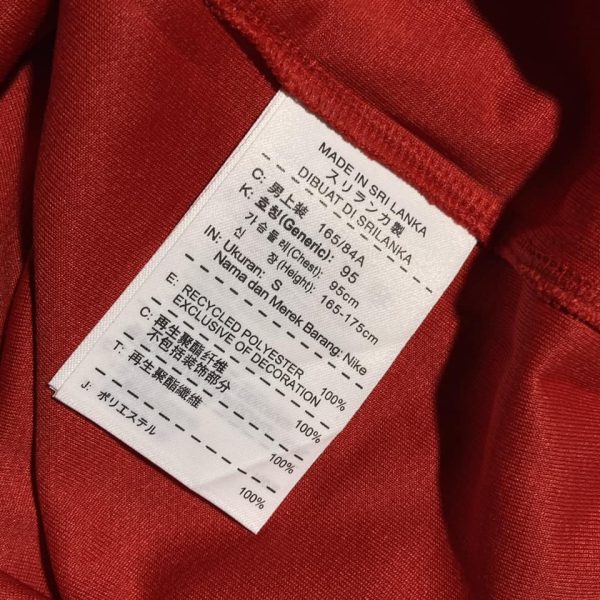 MADE IN SRI LANKA
スリランカ製
DIBUAT DI SRILANKA
C: 男上装 165/84A
K: 호칭(Generic): 95
가슴둘레(Chest): 95cm
신 장(Height): 165-175cm
IN: Ukuran: S
Nama dan Merek Barang: Nike
E: RECYCLED POLYESTER 100%
EXCLUSIVE OF DECORATION
C: 再生聚酯纤维 100%
不包括装饰部分
T: 再生聚酯纖維 100%
J: ポリエステル 100%